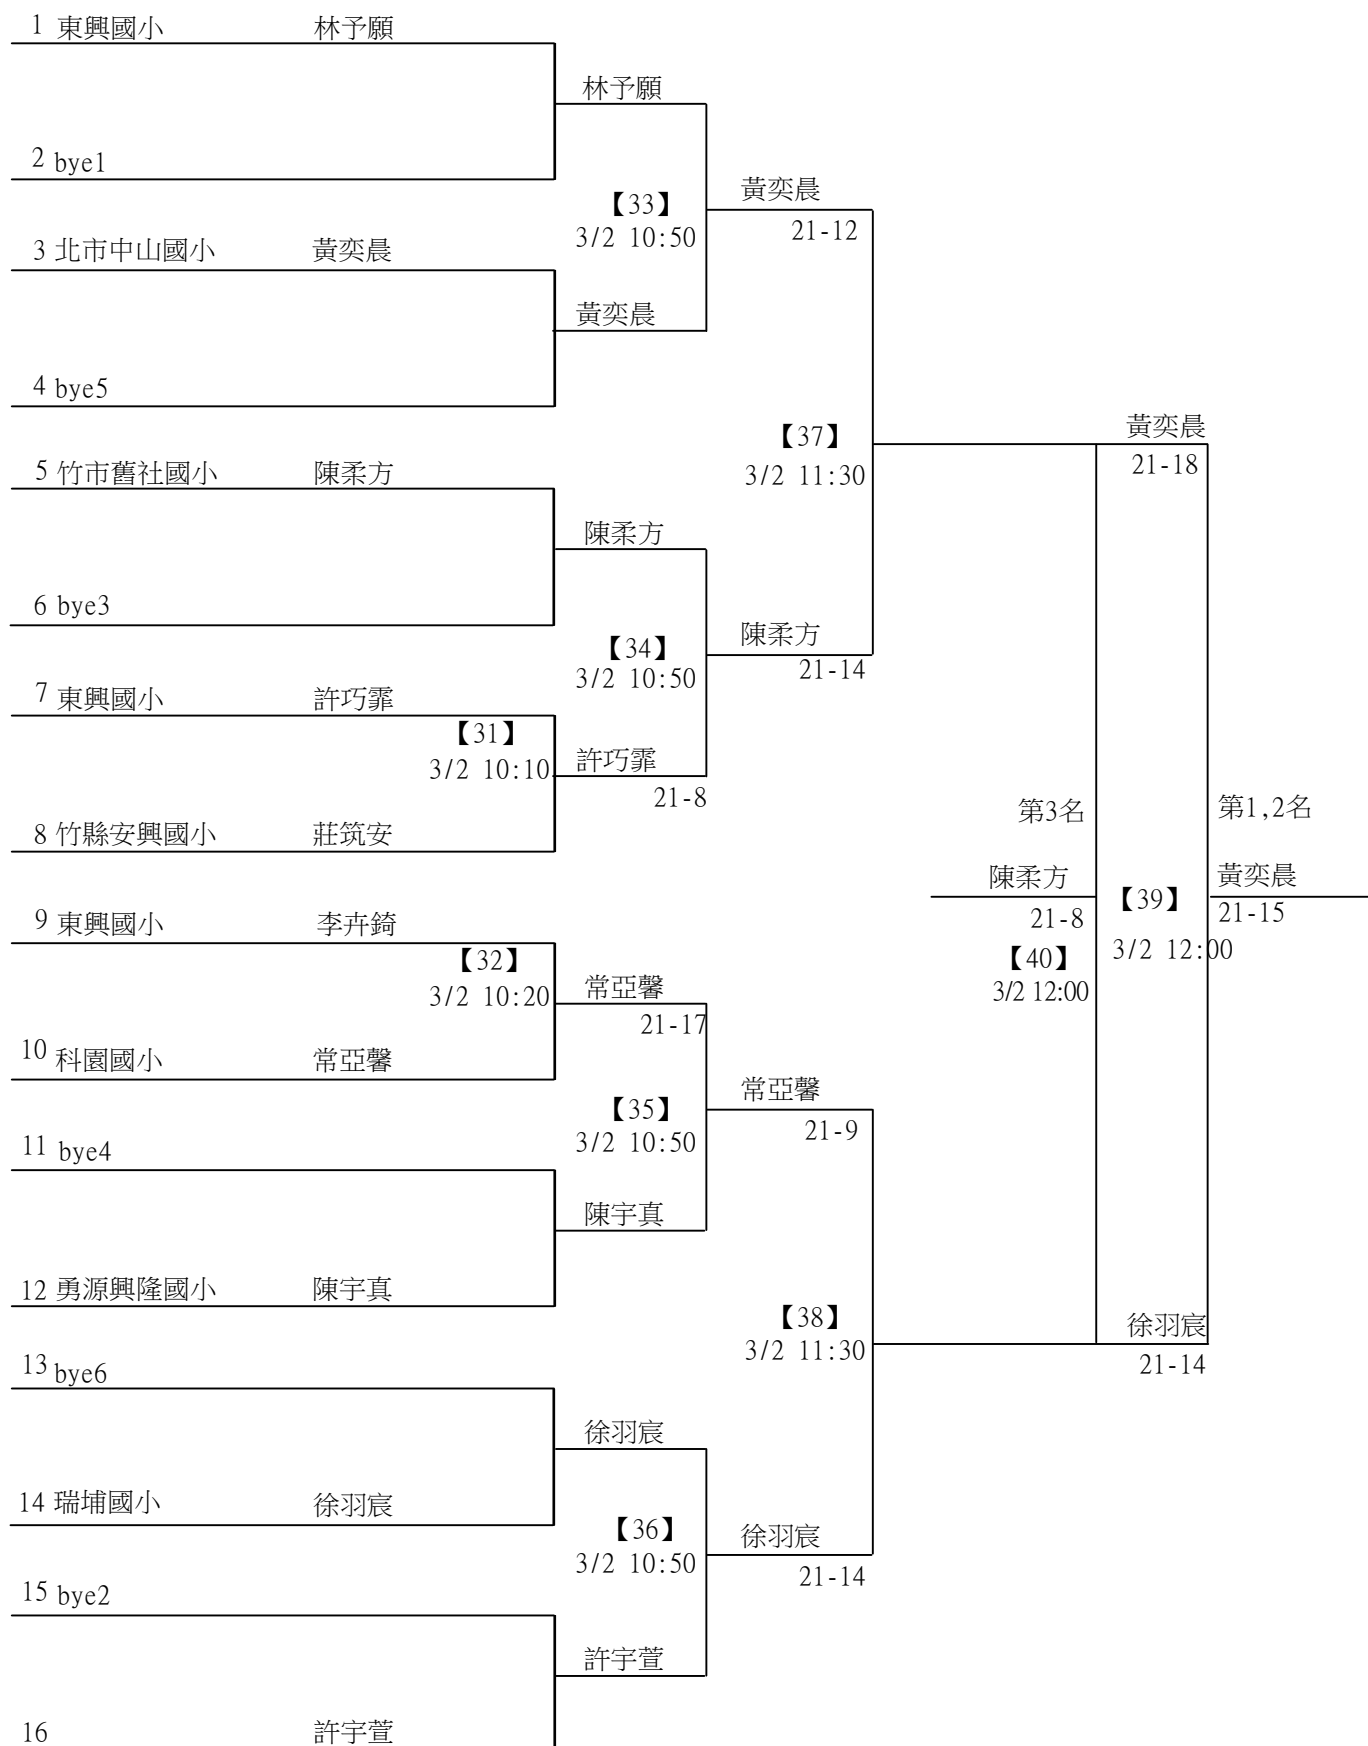 1 東興國小 林予願
林予願
2 bye1
【33】
3/2 10:50
黃奕晨
21-12
3 北市中山國小 黃奕晨
黃奕晨
4 bye5
【37】
3/2 11:30
黃奕晨
21-18
5 竹市舊社國小 陳柔方
陳柔方
6 bye3
【34】
3/2 10:50
陳柔方
21-14
7 東興國小 許巧霏
【31】
3/2 10:10
許巧霏
21-8
8 竹縣安興國小 莊筑安
第3名
第1,2名
陳柔方
21-8
【40】
3/2 12:00
【39】
3/2 12:00
黃奕晨
21-15
9 東興國小 李卉錡
【32】
3/2 10:20
常亞馨
21-17
10 科園國小 常亞馨
【35】
3/2 10:50
常亞馨
21-9
11 bye4
陳宇真
12 勇源興隆國小 陳宇真
【38】
3/2 11:30
徐羽宸
21-14
13 bye6
徐羽宸
14 瑞埔國小 徐羽宸
【36】
3/2 10:50
徐羽宸
21-14
15 bye2
許宇萱
16 許宇萱